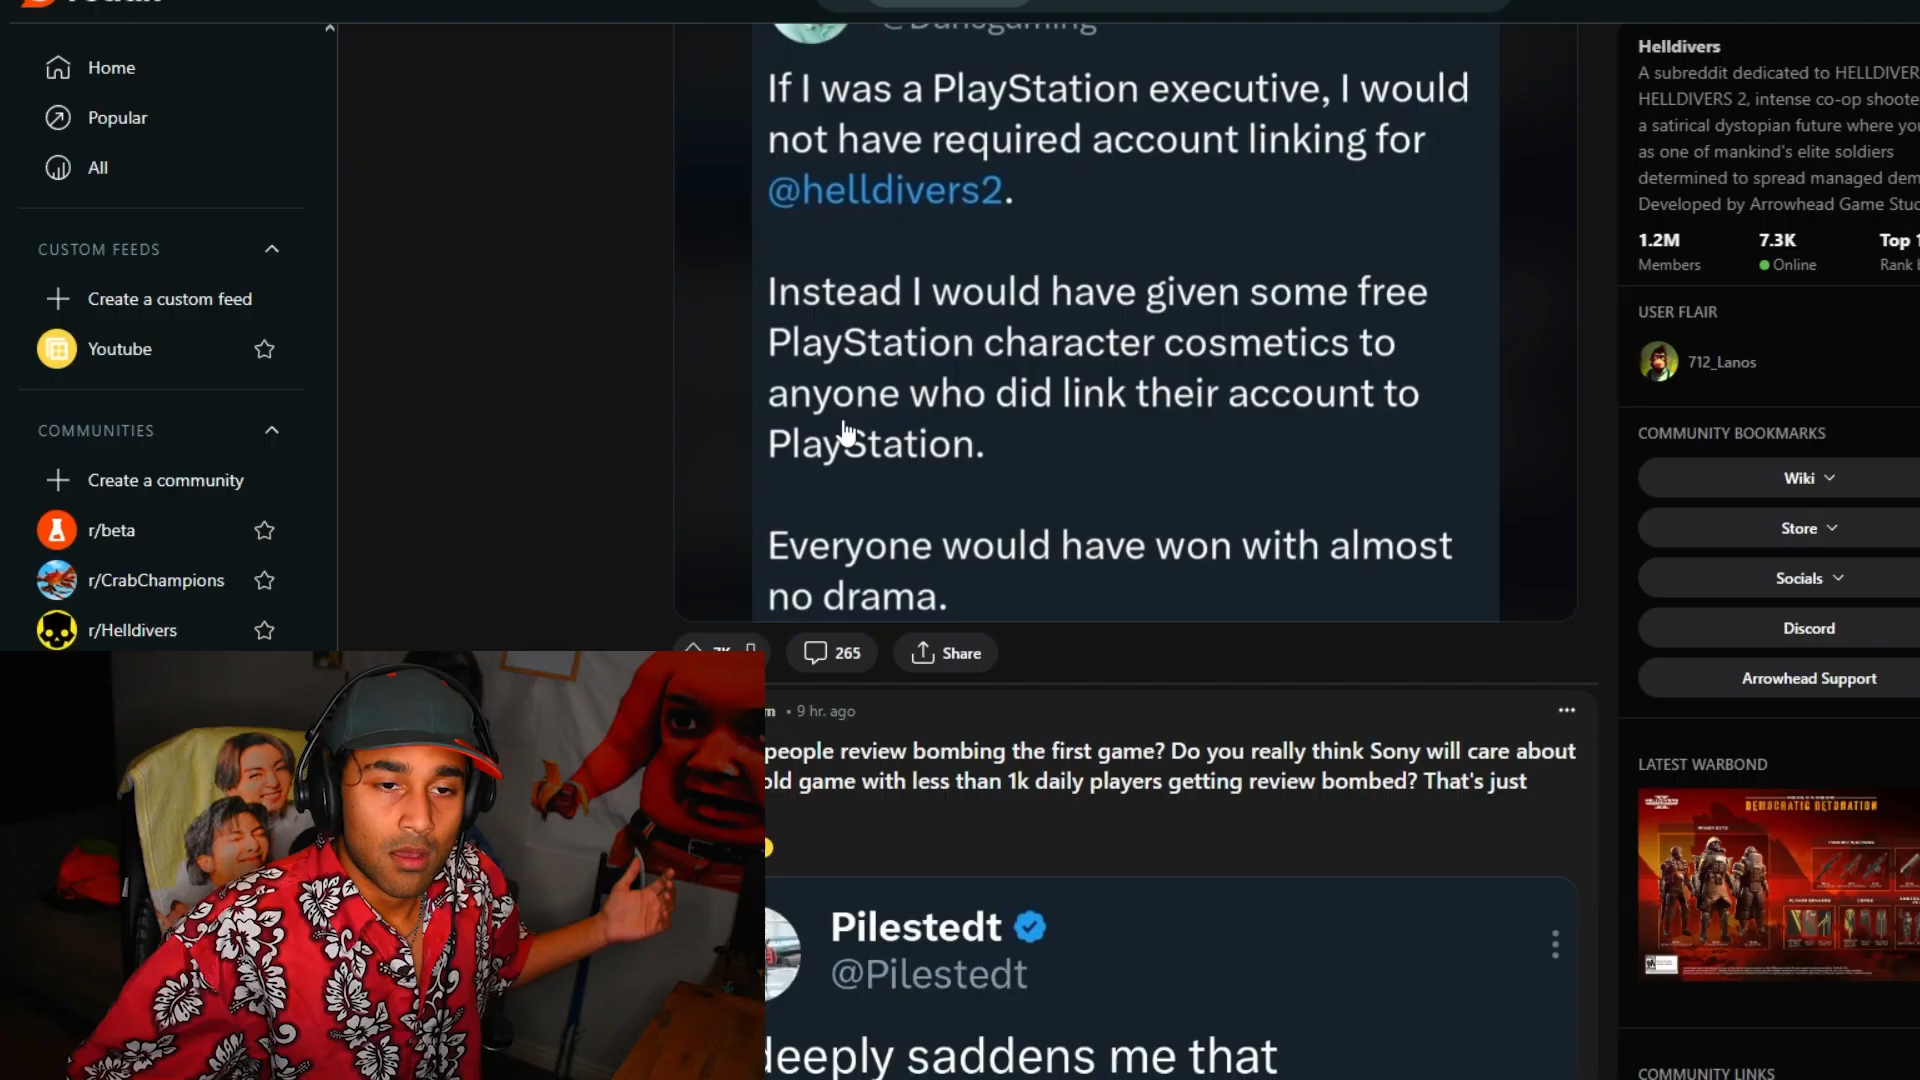 Home
Popular
All
CUSTOM FEEDS
Create a custom feed
Youtube
COMMUNITIES
Create a community
r/beta
r/CrabChampions
r/Helldivers
If I was a PlayStation executive, I would
not have required account linking for
@helldivers2.
Instead I would have given some free
PlayStation character cosmetics to
anyone who did link their account to
PlayStation.
Everyone would have won with almost
no drama.
265
Share
• 9 hr. ago
people review bombing the first game? Do you really think Sony will care about
old game with less than 1k daily players getting review bombed? That's just
Pilestedt
@Pilestedt
deeply saddens me that
Helldivers
A subreddit dedicated to HELLDIVER
HELLDIVERS 2, intense co-op shoote
a satirical dystopian future where yo
as one of mankind's elite soldiers
determined to spread managed dem
Developed by Arrowhead Game Stu
1.2M
7.3K
Top 1
Members
Online
Rank
USER FLAIR
712_Lanos
COMMUNITY BOOKMARKS
Wiki
Store
Socials
Discord
Arrowhead Support
LATEST WARBOND
DEMOCRATIC DETONATION
COMMUNITY LINKS